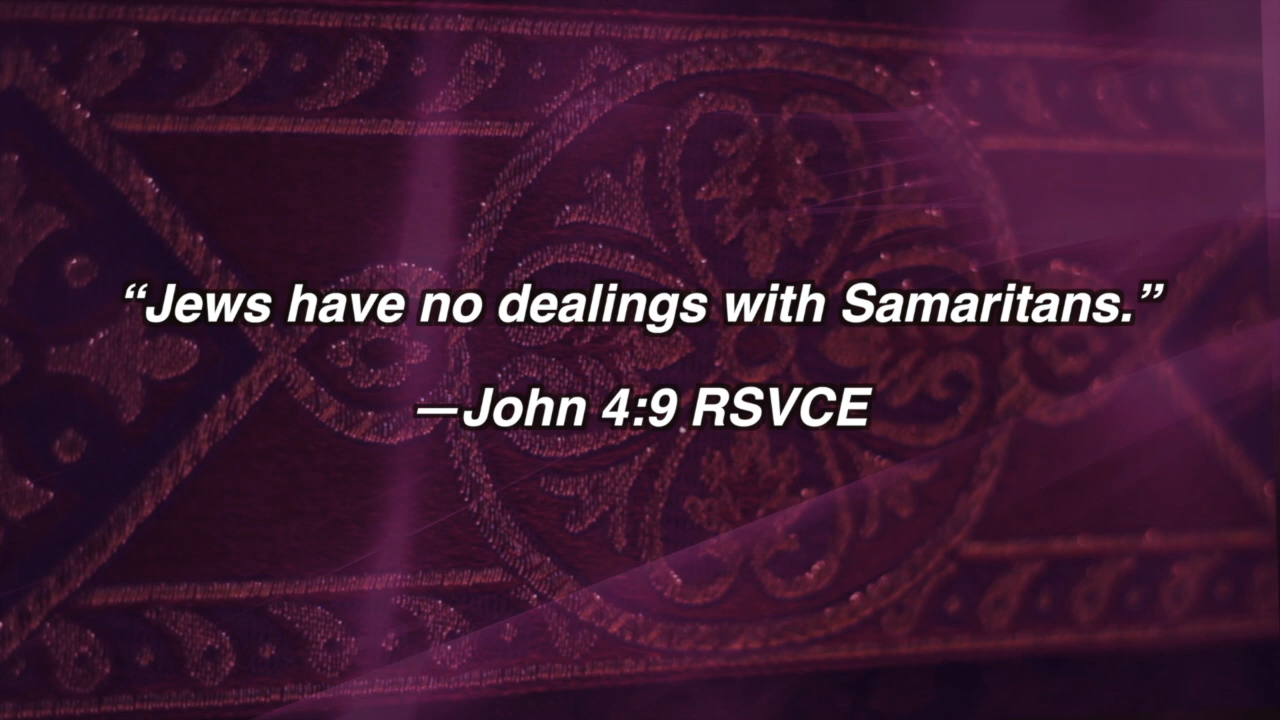 “Jews have no dealings with Samaritans.”
—John 4:9 RSVCE